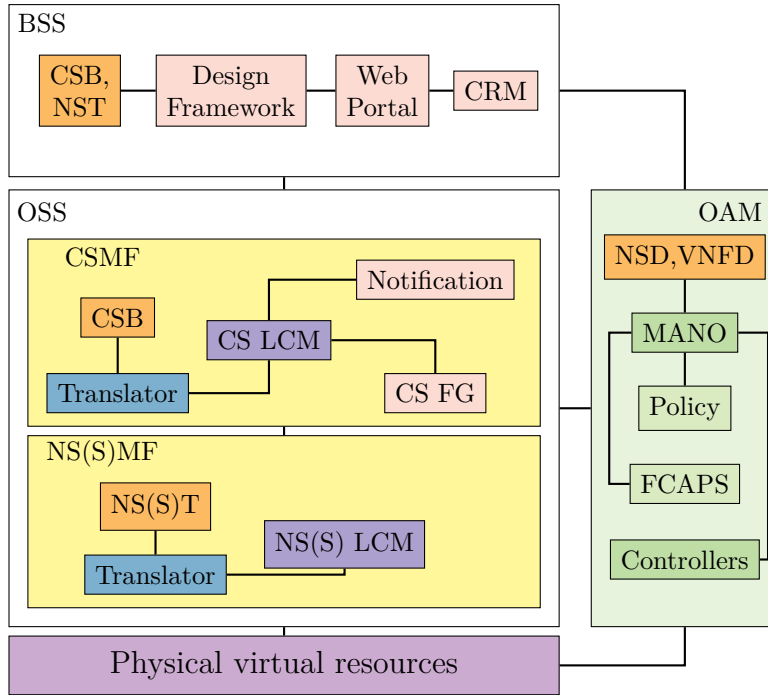 BSS
CSB,
NST
Design
Framework
Web
Portal
CRM
OSS
OAM
CSMF
Notification
CSB
CS LCM
Translator
CS FG
NSD,VNFD
MANO
Policy
FCAPS
Controllers
NS(S)MF
NS(S)T
NS(S) LCM
Translator
Physical virtual resources